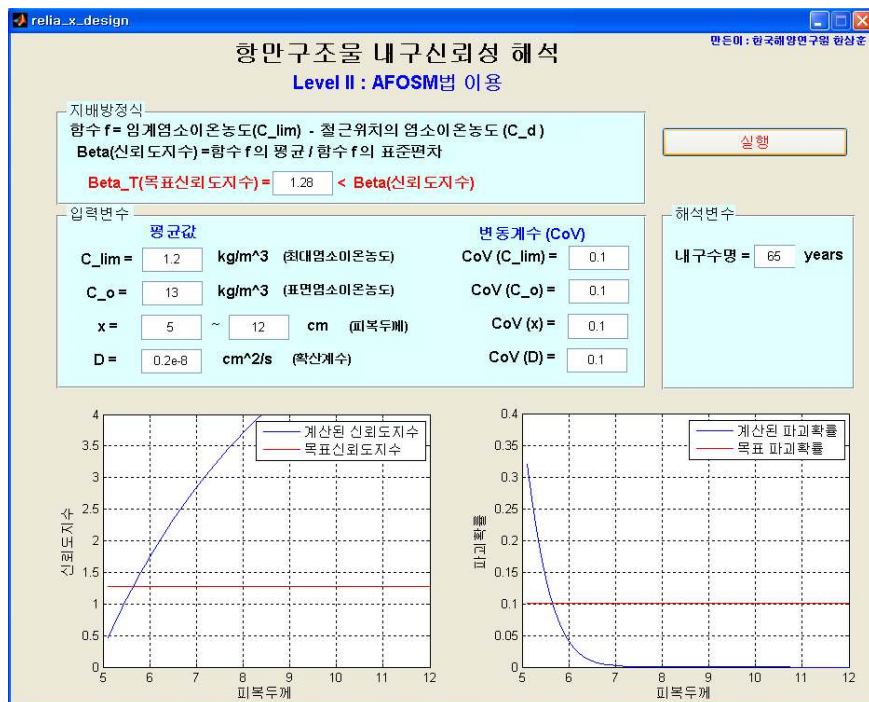 relia_x_design
항만구조물 내구신뢰성 해석
만든이 : 한국해양연구원 한상훈
Level II : AFOSM법 이용
지배방정식
함수 f = 임계염소이온농도(C_lim) - 철근위치의 염소이온농도 (C_d )
Beta(신뢰도지수) =함수 f 의 평균 / 함수 f 의 표준편차
Beta_T(목표신뢰도지수) = 1.28 < Beta(신뢰도지수)
실행
입력변수
평균값 변동계수 (CoV)
C_lim = 1.2 kg/m^3 (최대염소이온농도) CoV (C_lim) = 0.1
C_o = 13 kg/m^3 (표면염소이온농도) CoV (C_o) = 0.1
x = 5 ~ 12 cm (피복두께) CoV (x) = 0.1
D = 0.2e-8 cm^2/s (확산계수) CoV (D) = 0.1
해석변수
내구수명 = 65 years
4
3.5
3
2.5
2
1.5
1
0.5
0
신뢰도지수
계산된 신뢰도지수
목표신뢰도지수
5 6 7 8 9 10 11 12
피복두께
0.4
0.35
0.3
0.25
0.2
0.15
0.1
0.05
0
파괴확률
계산된 파괴확률
목표 파괴확률
5 6 7 8 9 10 11 12
피복두께